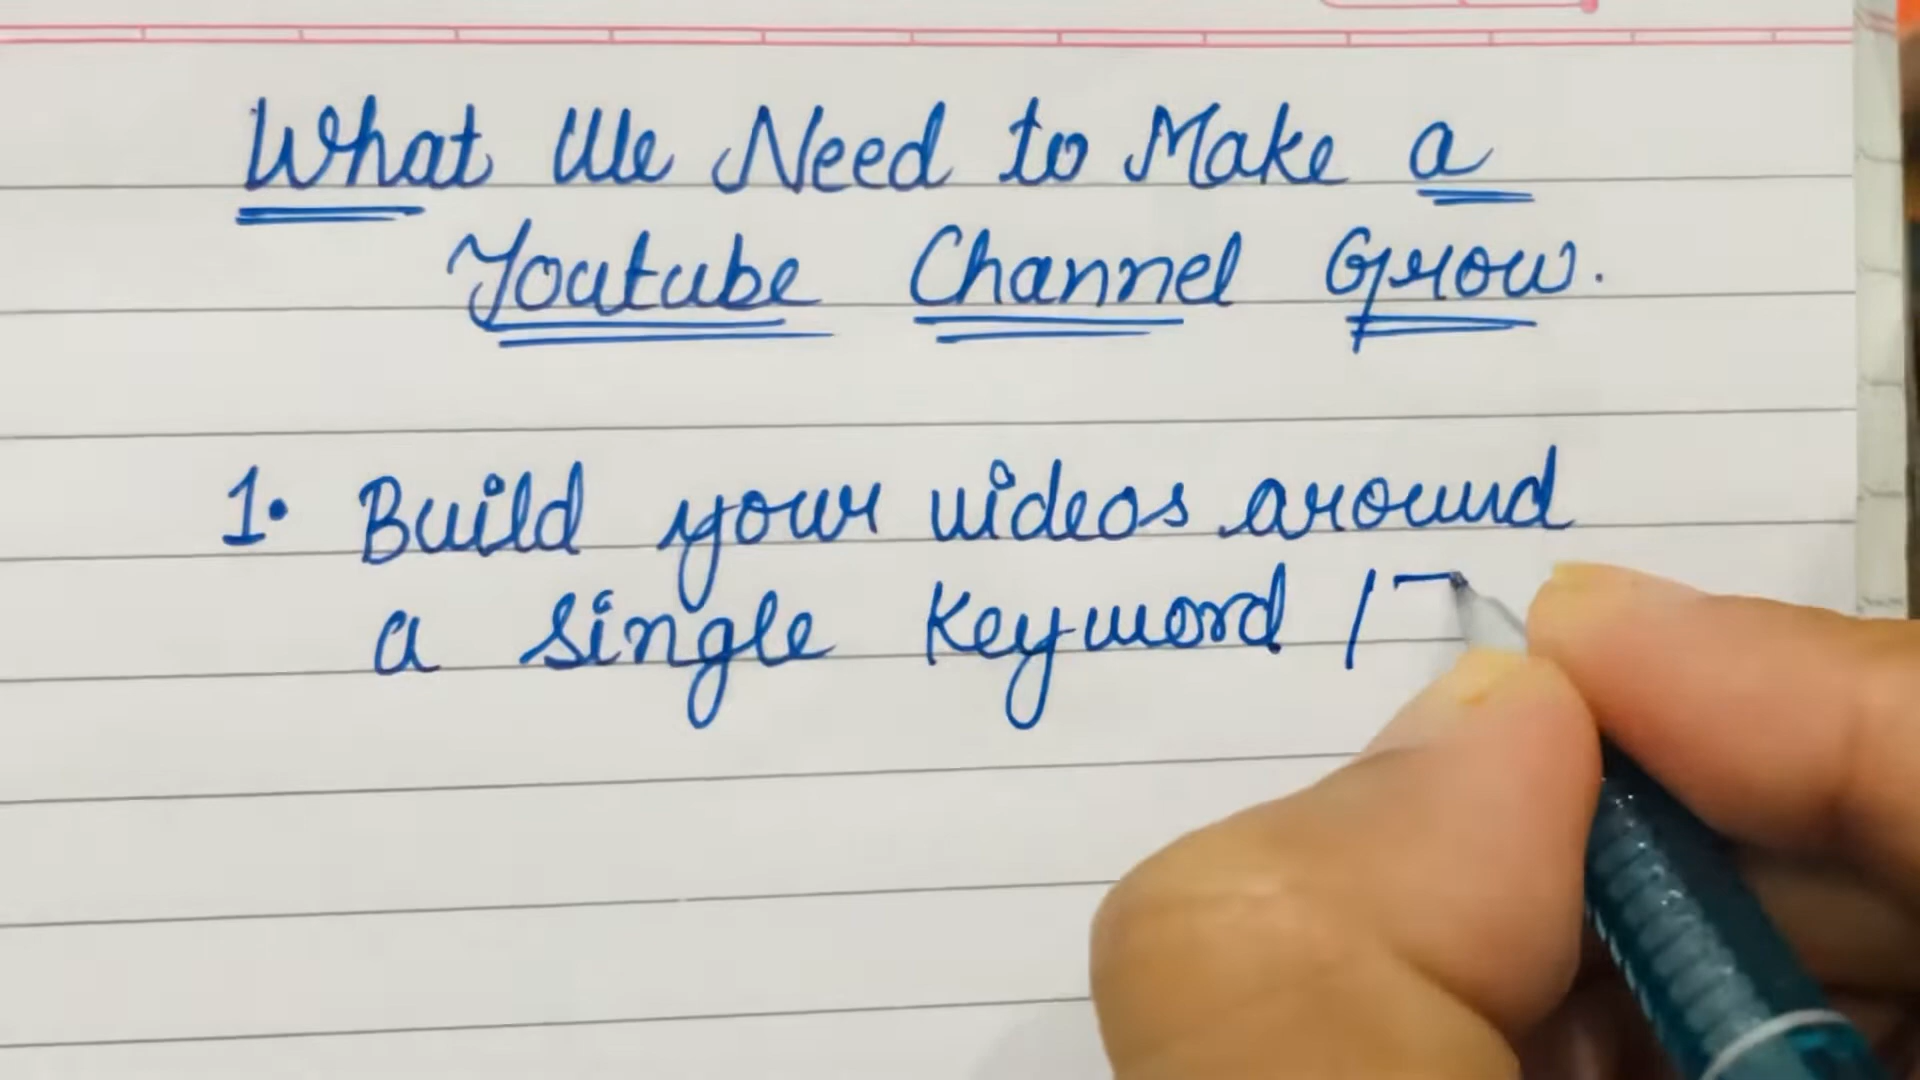 What We Need to Make a
Youtube Channel Grow.
1. Build your videos around
a single keyword /